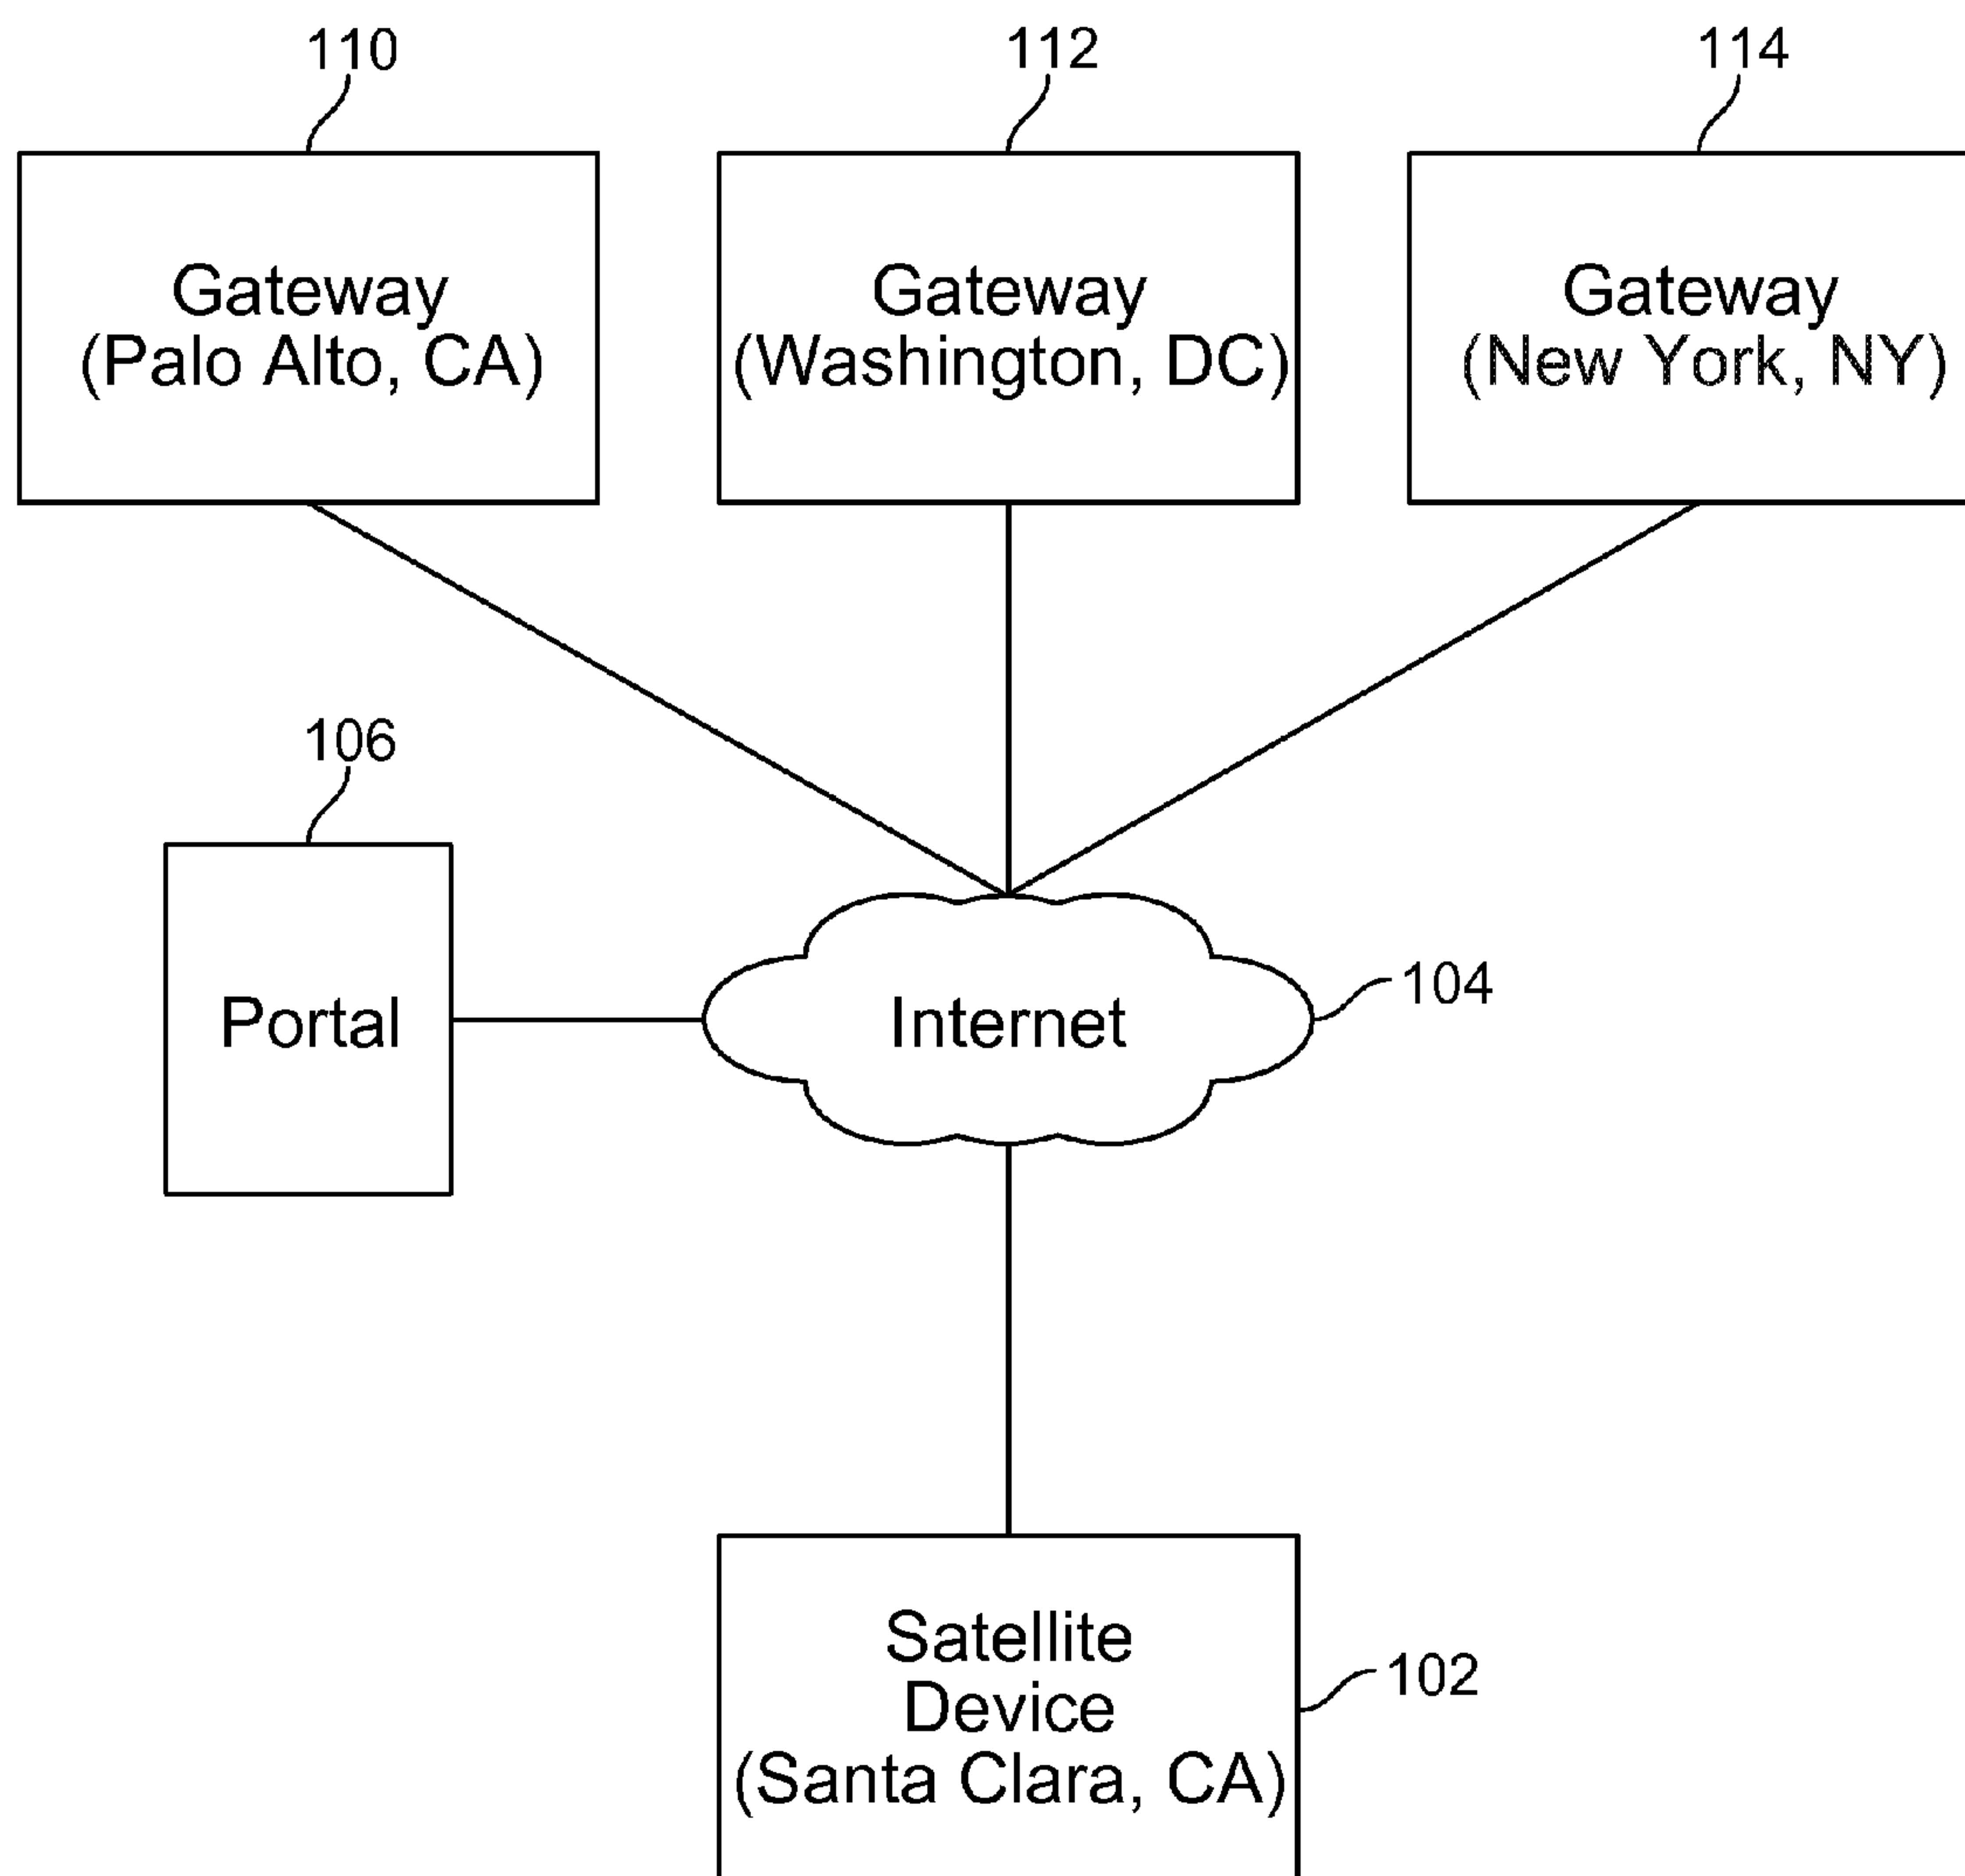 110
112
114
Gateway
(Palo Alto, CA)
Gateway
(Washington, DC)
Gateway
(New York, NY)
106
Portal
Internet
104
Satellite
Device
(Santa Clara, CA)
102